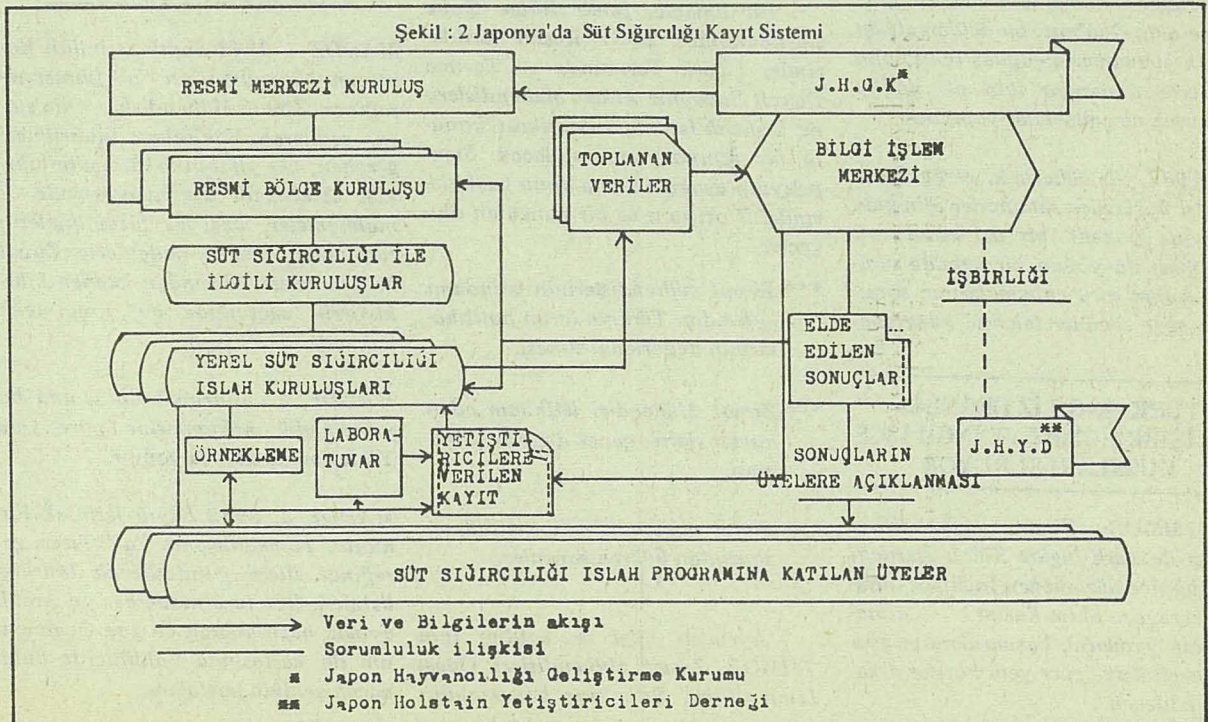 Şekil : 2 Japonya'da Süt Sığırcılığı Kayıt Sistemi
RESMİ MERKEZİ KURULUŞ
J.H.G.K*
RESMİ BÖLGE KURULUŞU
TOPLANAN
VERİLER
BİLGİ İŞLEM
MERKEZİ
SÜT SIĞIRCILIĞI İLE
İLGİLİ KURULUŞLAR
İŞBİRLİĞİ
YEREL SÜT SIĞIRCILIĞI
ISLAH KURULUŞLARI
ELDE
EDİLEN
SONUÇLAR
ÖRNEKLEME
LABORA-
TUVAR
YETİŞTİ-
RİCİLERE
VERİLEN
KAYIT
J.H.Y.D**
SONUÇLARIN
ÜYELERE AÇIKLANMASI
SÜT SIĞIRCILIĞI ISLAH PROGRAMINA KATILAN ÜYELER
Veri ve Bilgilerin akışı
Sorumluluk ilişkisi
* Japon Hayvancılığı Geliştirme Kurumu
** Japon Holstain Yetiştiricileri Derneği